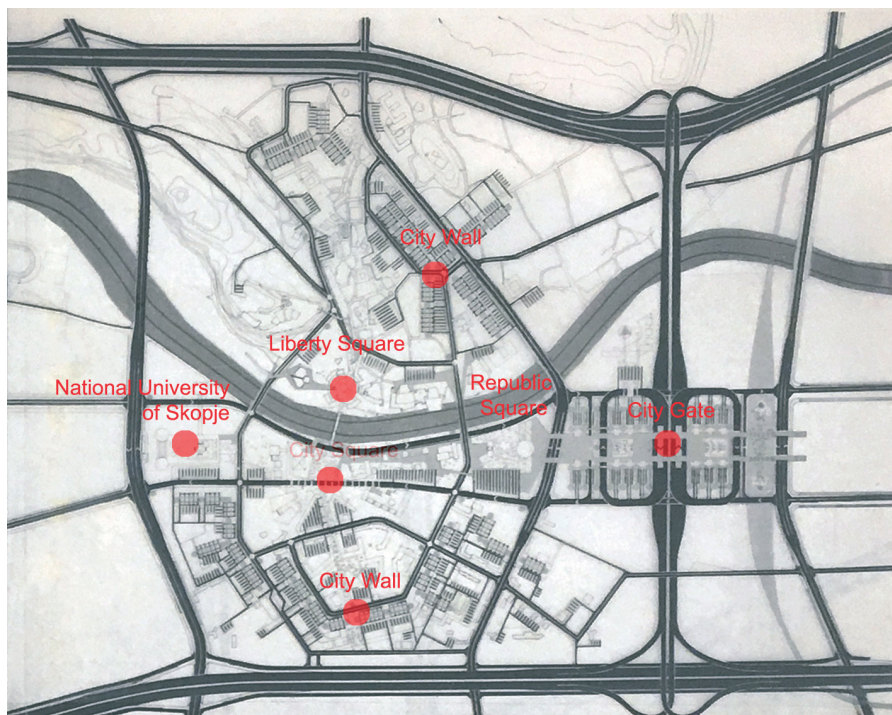 City Wall
Liberty Square
National University
of Skopje
Republic
Square
City Gate
City Square
City Wall